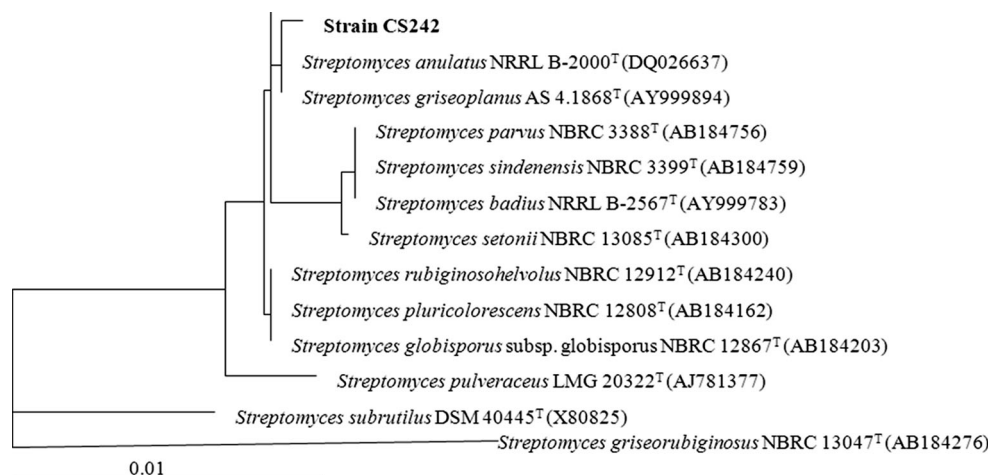 Strain CS242
Streptomyces anulatus NRRL B-2000ᵀ(DQ026637)
Streptomyces griseoplanus AS 4.1868ᵀ(AY999894)
Streptomyces parvus NBRC 3388ᵀ(AB184756)
Streptomyces sindenensis NBRC 3399ᵀ(AB184759)
Streptomyces badius NRRL B-2567ᵀ(AY999783)
Streptomyces setonii NBRC 13085ᵀ(AB184300)
Streptomyces rubiginosohelvolus NBRC 12912ᵀ(AB184240)
Streptomyces pluricolorescens NBRC 12808ᵀ(AB184162)
Streptomyces globisporus subsp. globisporus NBRC 12867ᵀ(AB184203)
Streptomyces pulveraceus LMG 20322ᵀ(AJ781377)
Streptomyces subrutilus DSM 40445ᵀ(X80825)
Streptomyces griseorubiginosus NBRC 13047ᵀ(AB184276)
0.01